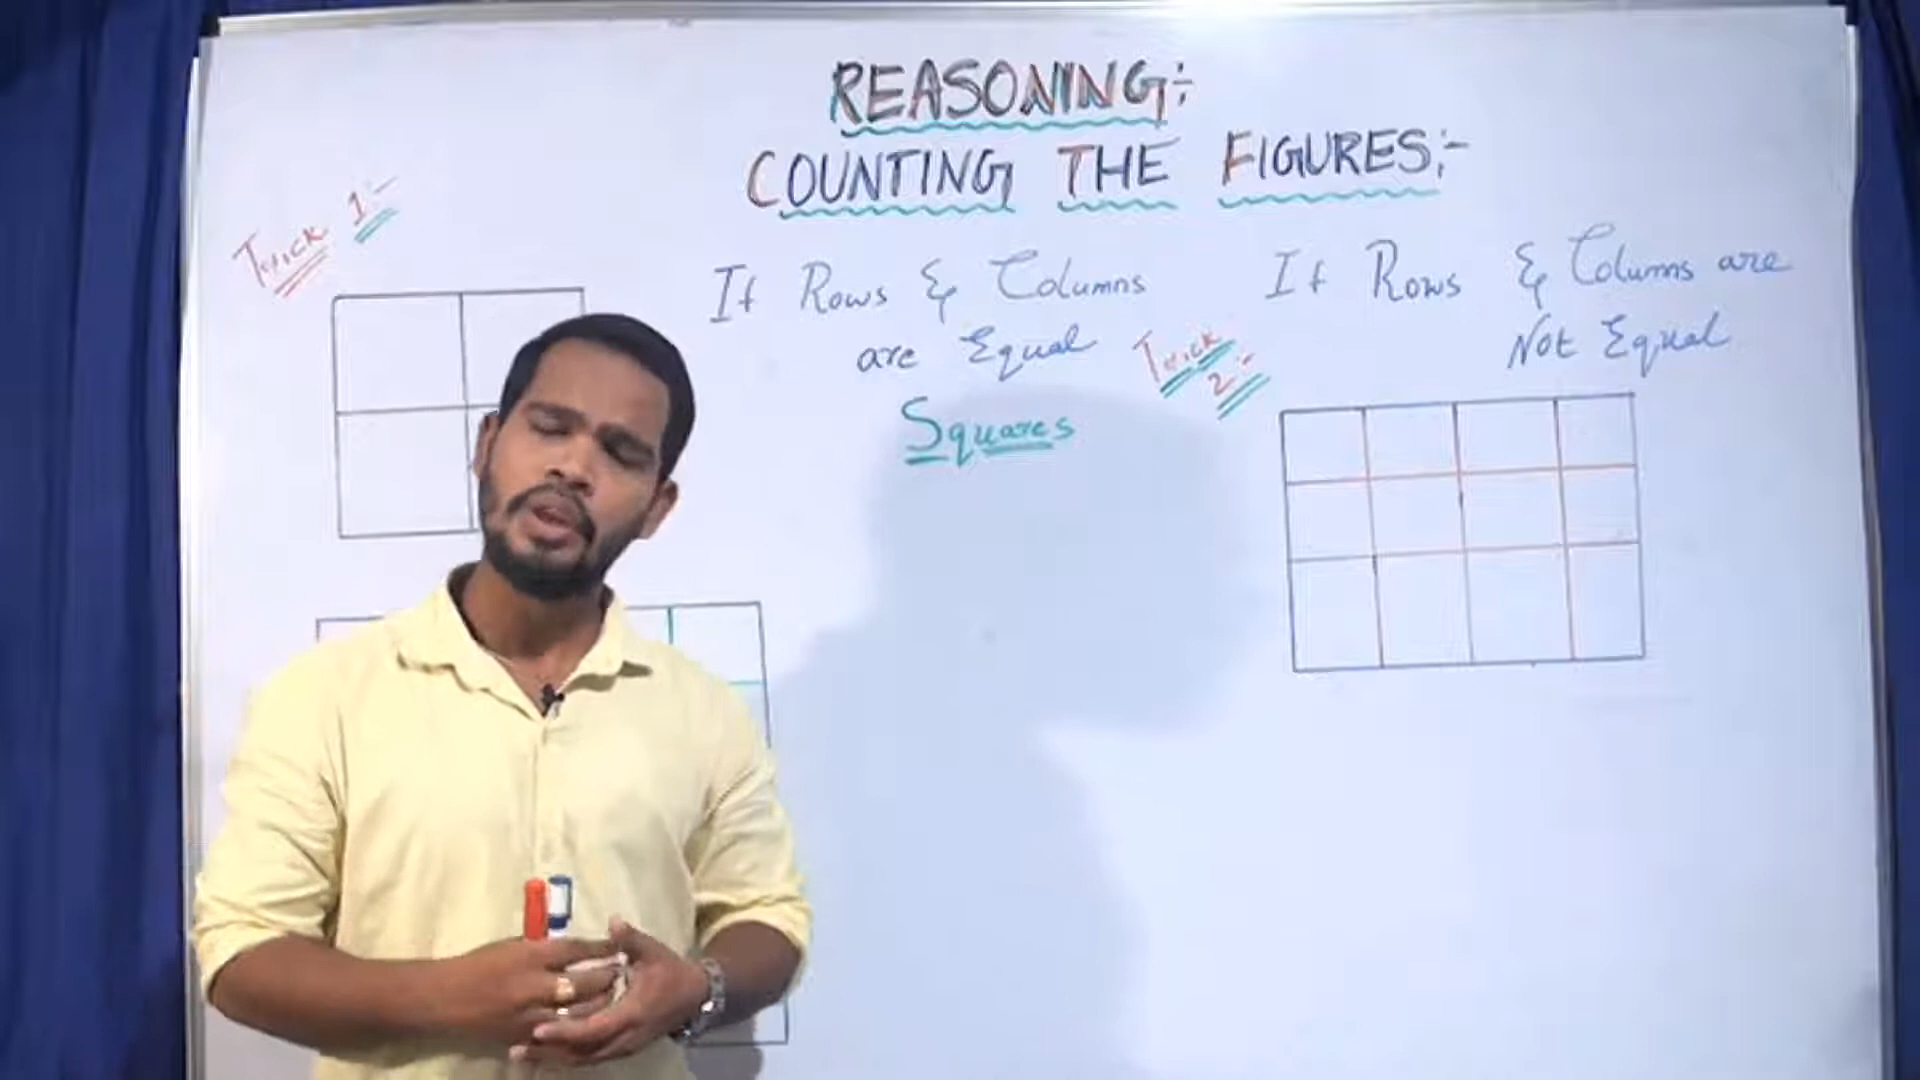 REASONING:-
COUNTING THE FIGURES:-
Trick 1:-
If Rows & Columns
are Equal
Squares
Trick
2:-
If Rows & Columns are
Not Equal